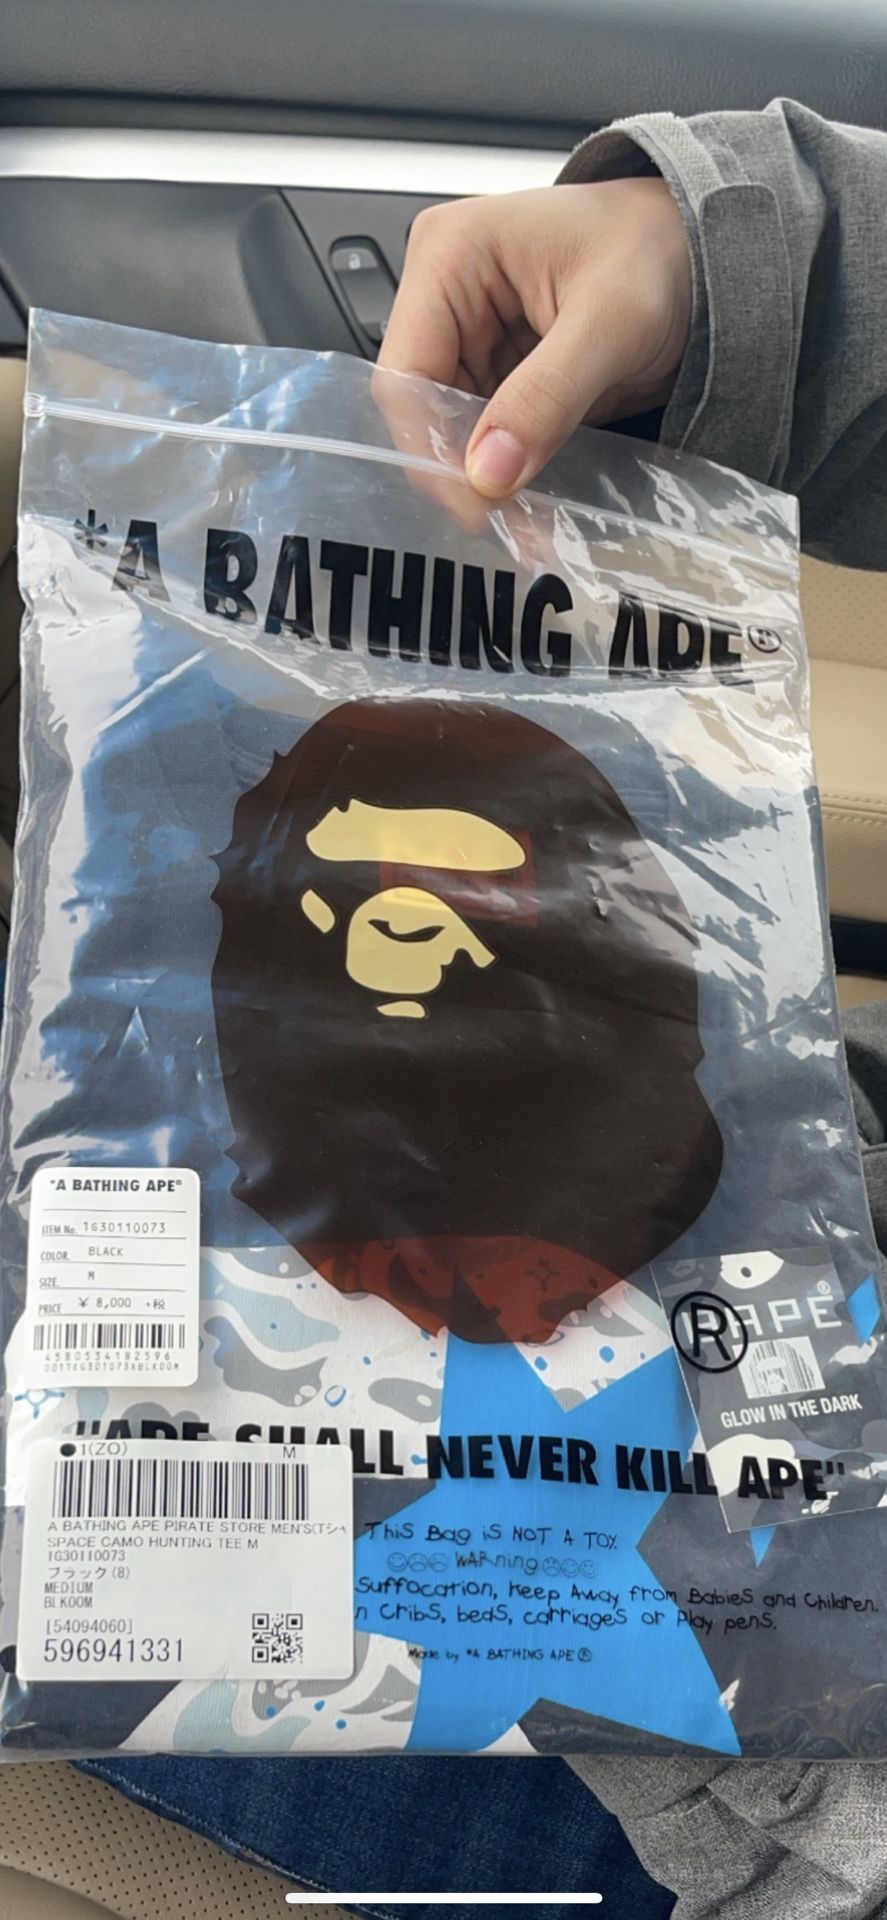 *A BATHING APE®
*A BATHING APE®
ITEM No. 1G30110073
COLOR. BLACK
SIZE. M
PRICE ¥ 8,000 +税
4580534182596
001TEG301073XBLK00M
®
BAPE®
GLOW IN THE DARK
"APE SHALL NEVER KILL APE"
●1(ZO) M
A BATHING APE PIRATE STORE MEN'S(Tシャ
SPACE CAMO HUNTING TEE M
1G30110073
ブラック(8)
MEDIUM
BLK00M
[54094060]
596941331
This Bag iS NOT A TOY.
WARning
Suffocation, Keep Away from Babies and Children.
n Cribs, beds, carriages or Play pens.
Made by *A BATHING APE®